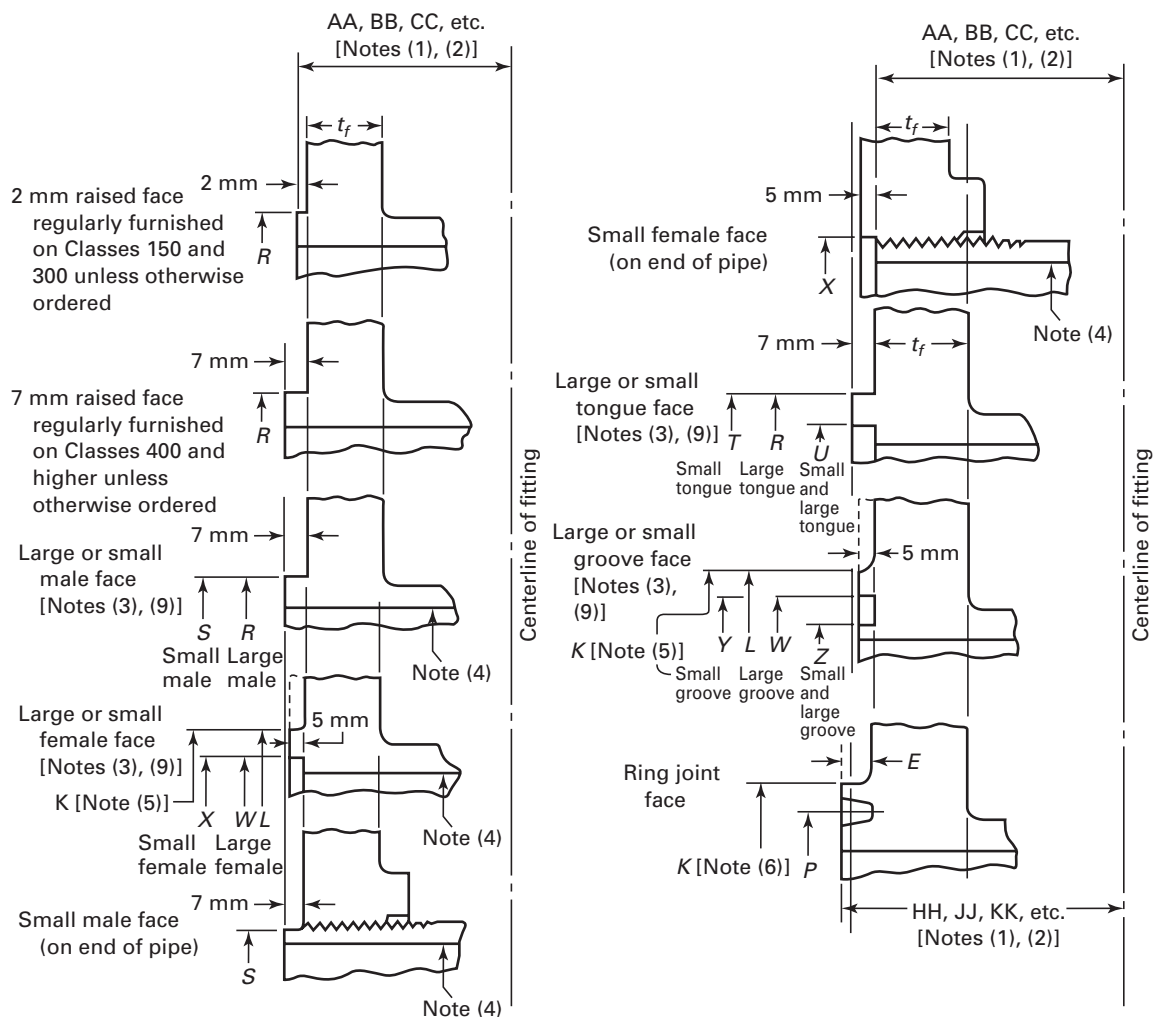 AA, BB, CC, etc.
[Notes (1), (2)]
t_f
2 mm
2 mm raised face
regularly furnished
on Classes 150 and
300 unless otherwise
ordered
R
7 mm
7 mm raised face
regularly furnished
on Classes 400 and
higher unless
otherwise ordered
R
7 mm
Large or small
male face
[Notes (3), (9)]
S R
Small Large
male male
Note (4)
Large or small
female face
[Notes (3), (9)]
5 mm
K [Note (5)]
X W L
Small Large
female female
Note (4)
7 mm
Small male face
(on end of pipe)
S
Note (4)
Centerline of fitting
AA, BB, CC, etc.
[Notes (1), (2)]
t_f
5 mm
Small female face
(on end of pipe)
X
Note (4)
7 mm
t_f
Large or small
tongue face
[Notes (3), (9)]
T R U
Small Large Small
tongue tongue and
large
tongue
Large or small
groove face
[Notes (3),
(9)]
5 mm
K [Note (5)]
Y L W Z
Small Large Small
groove groove and
large
groove
Ring joint
face
E
K [Note (6)]
P
HH, JJ, KK, etc.
[Notes (1), (2)]
Centerline of fitting